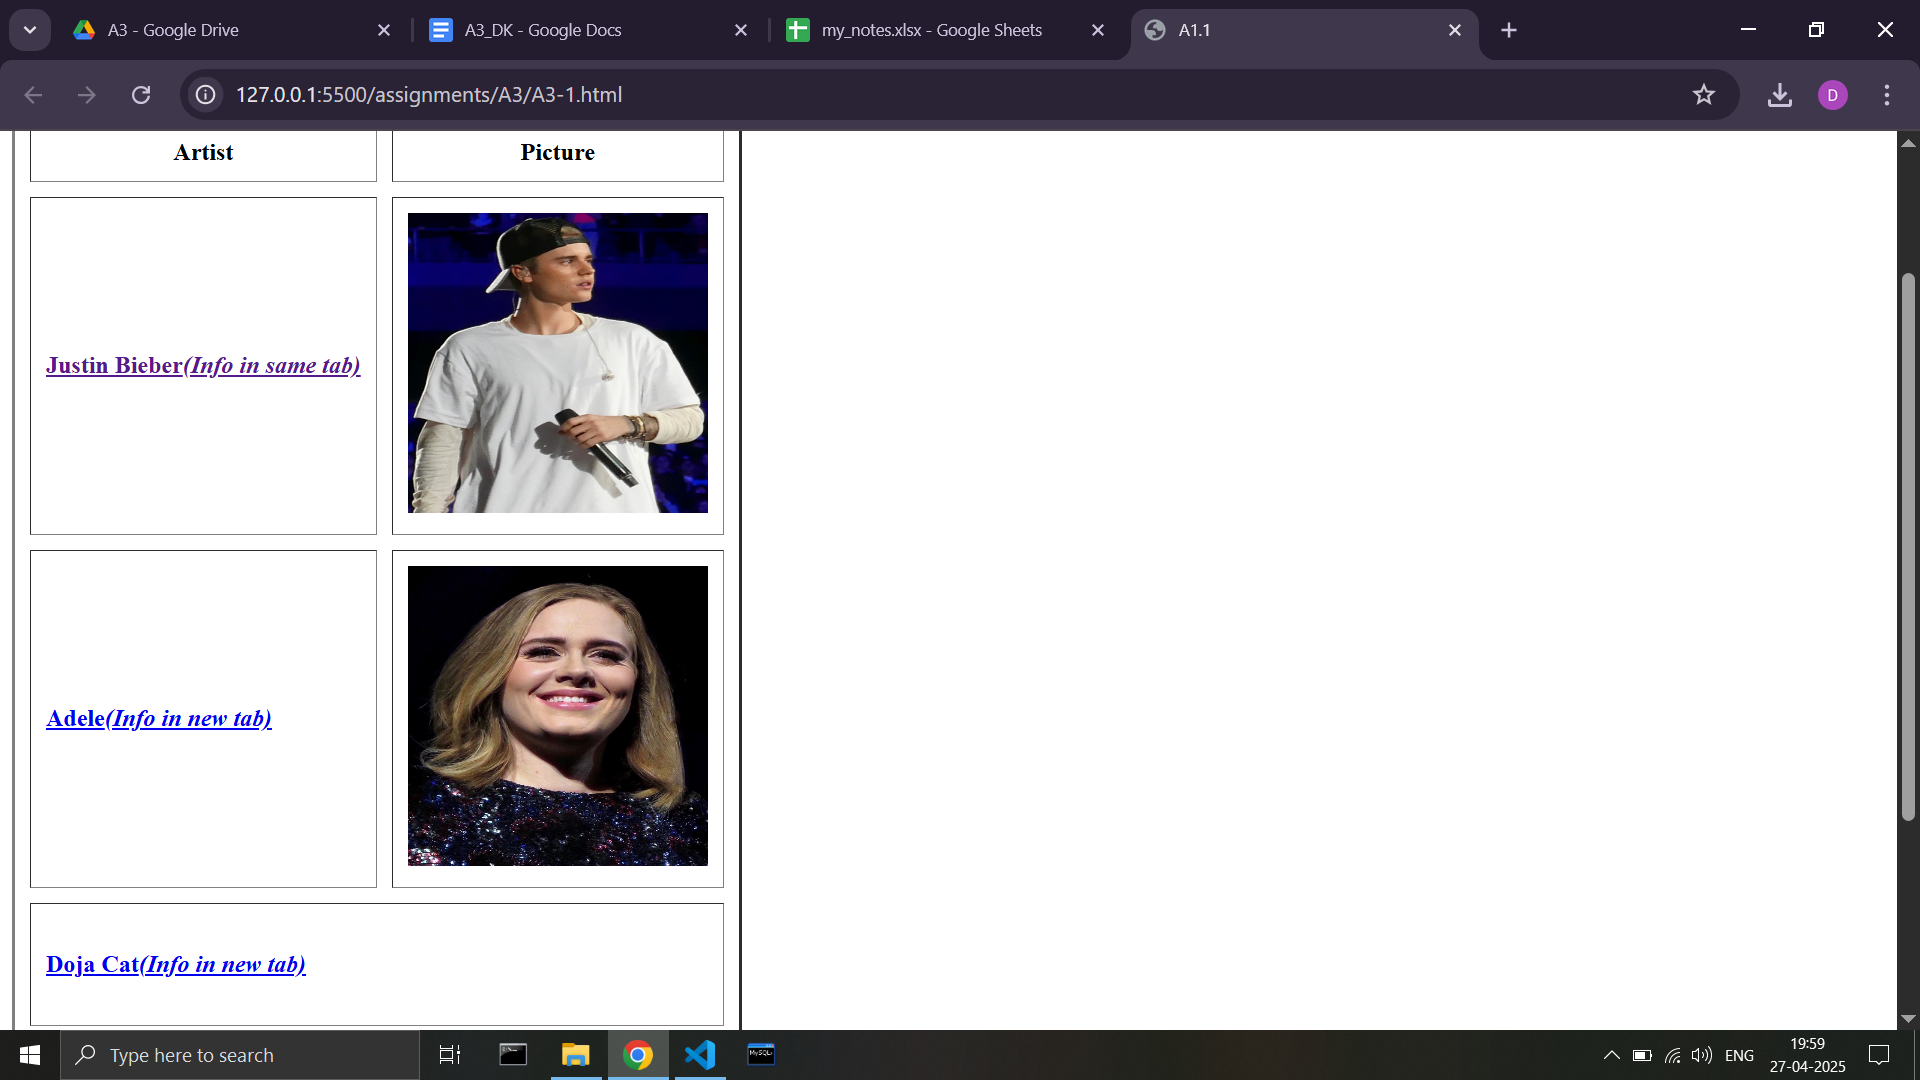 A3 - Google Drive
A3_DK - Google Docs
my_notes.xlsx - Google Sheets
A1.1
127.0.0.1:5500/assignments/A3/A3-1.html
D
Artist
Picture
Justin Bieber(Info in same tab)
Adele(Info in new tab)
Doja Cat(Info in new tab)
Type here to search
MySQL
ENG
19:59
27-04-2025